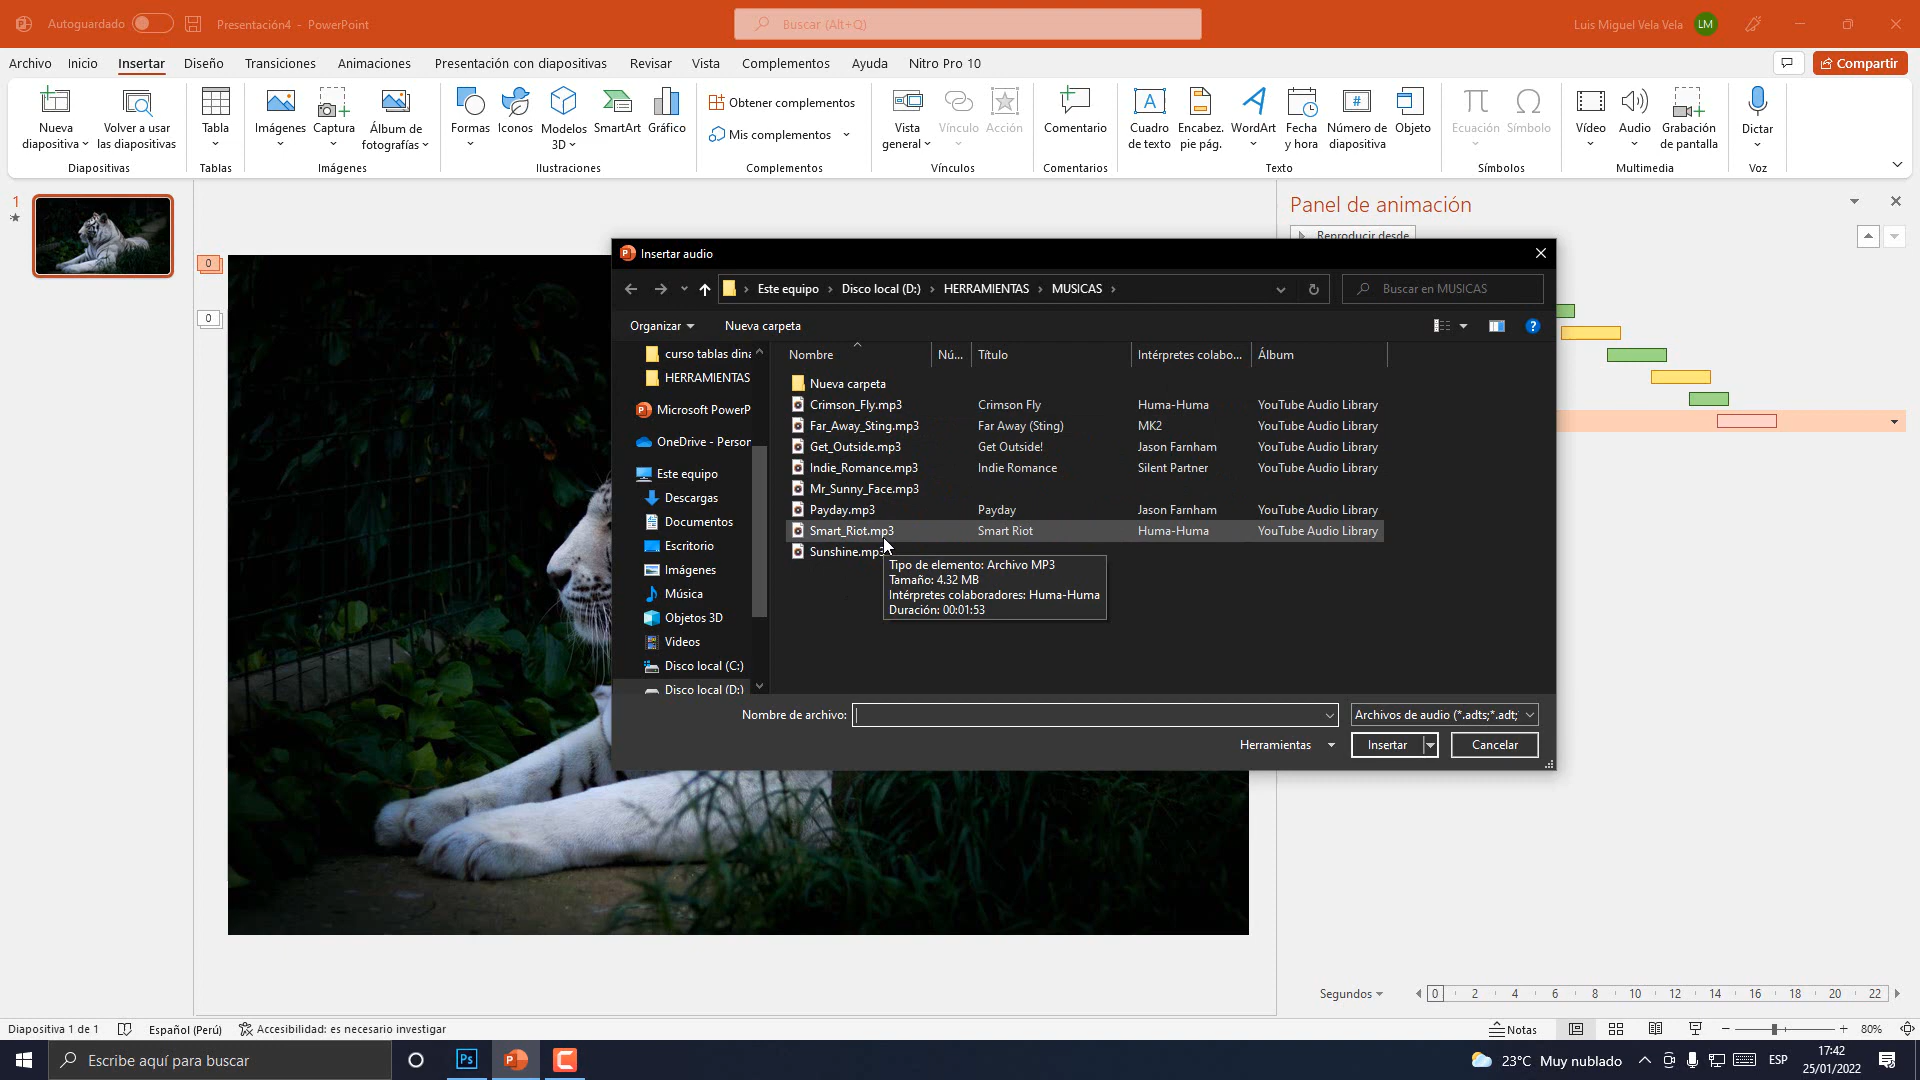 Autoguardado
Presentación4 - PowerPoint
Buscar (Alt+Q)
Luis Miguel Vela Vela
LM
Archivo
Inicio
Insertar
Diseño
Transiciones
Animaciones
Presentación con diapositivas
Revisar
Vista
Complementos
Ayuda
Nitro Pro 10
Compartir
Nueva diapositiva
Volver a usar las diapositivas
Tabla
Imágenes
Captura
Álbum de fotografías
Formas
Iconos
Modelos 3D
SmartArt
Gráfico
Obtener complementos
Mis complementos
Vista general
Vínculo
Acción
Comentario
Cuadro de texto
Encabez. pie pág.
WordArt
Fecha y hora
Número de diapositiva
Objeto
Ecuación
Símbolo
Vídeo
Audio
Grabación de pantalla
Dictar
Diapositivas
Tablas
Imágenes
Ilustraciones
Complementos
Vínculos
Comentarios
Texto
Símbolos
Multimedia
Voz
1
0
0
Panel de animación
Reproducir desde
Insertar audio
Este equipo
Disco local (D:)
HERRAMIENTAS
MUSICAS
Buscar en MUSICAS
Organizar
Nueva carpeta
curso tablas diná
HERRAMIENTAS
Microsoft PowerP
OneDrive - Person
Este equipo
Descargas
Documentos
Escritorio
Imágenes
Música
Objetos 3D
Videos
Disco local (C:)
Disco local (D:)
Nombre Nú... Título Intérpretes colabo... Álbum
Nueva carpeta
Crimson_Fly.mp3 Crimson Fly Huma-Huma YouTube Audio Library
Far_Away_Sting.mp3 Far Away (Sting) MK2 YouTube Audio Library
Get_Outside.mp3 Get Outside! Jason Farnham YouTube Audio Library
Indie_Romance.mp3 Indie Romance Silent Partner YouTube Audio Library
Mr_Sunny_Face.mp3
Payday.mp3 Payday Jason Farnham YouTube Audio Library
Smart_Riot.mp3 Smart Riot Huma-Huma YouTube Audio Library
Sunshine.mp3
Tipo de elemento: Archivo MP3
Tamaño: 4.32 MB
Intérpretes colaboradores: Huma-Huma
Duración: 00:01:53
Nombre de archivo:
Archivos de audio (*.adts;*.adt;
Herramientas
Insertar
Cancelar
Segundos
0 2 4 6 8 10 12 14 16 18 20 22
Diapositiva 1 de 1
Español (Perú)
Accesibilidad: es necesario investigar
Notas
80%
Escribe aquí para buscar
Ps
23°C Muy nublado
ESP
17:42
25/01/2022